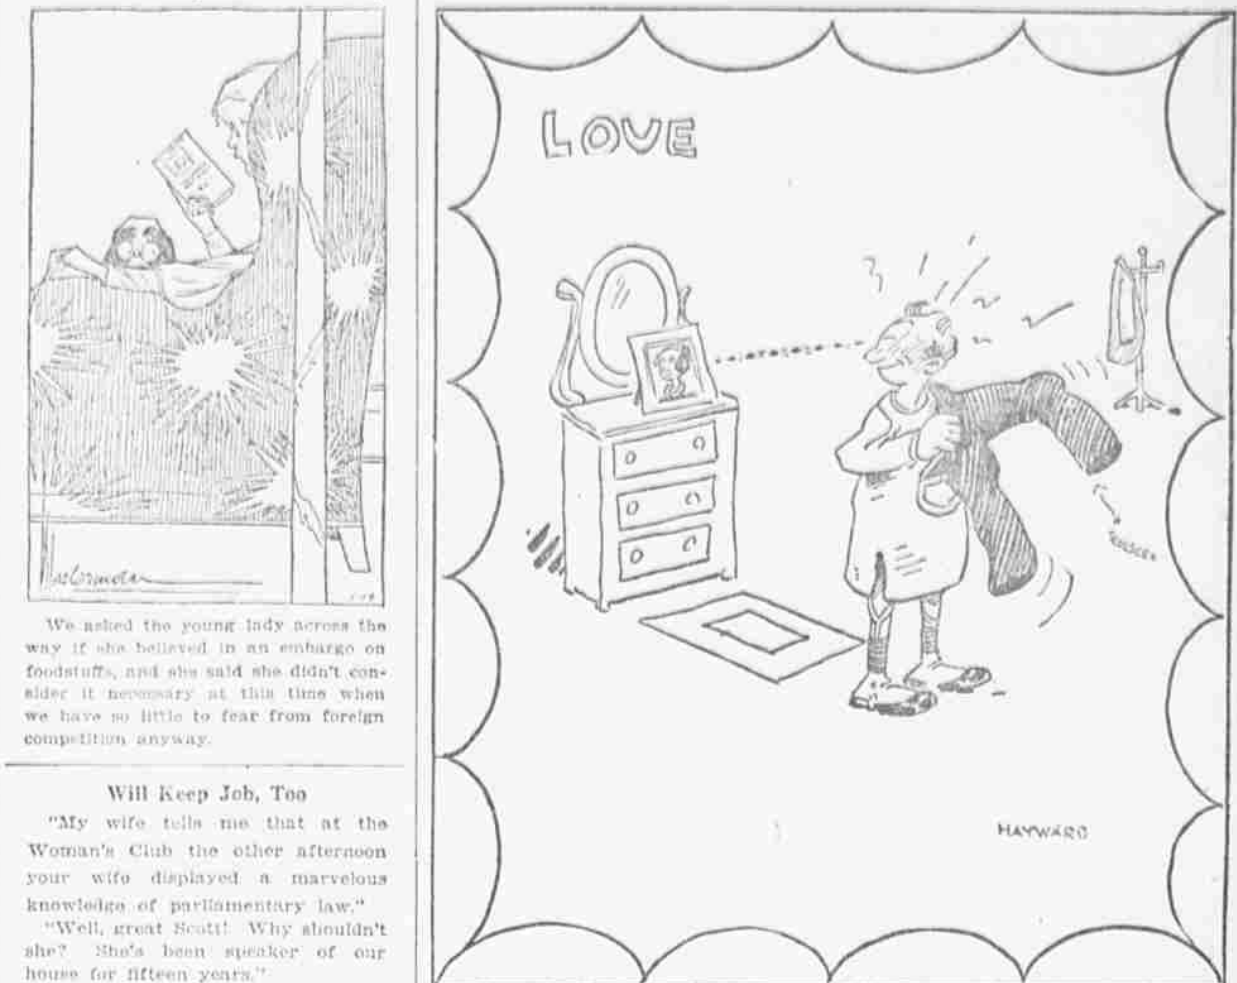 We asked the young lady across the
way if she believed in an embargo on
foodstuffs, and she said she didn't con-
sider it necessary at this time when
we have so little to fear from foreign
competition anyway.
Will Keep Job, Too
"My wife tells me that at the
Woman's Club the other afternoon
your wife displayed a marvelous
knowledge of parliamentary law."
"Well, great Scott! Why shouldn't
she? She's been speaker of our
house for fifteen years."
LOVE
HAYWARD